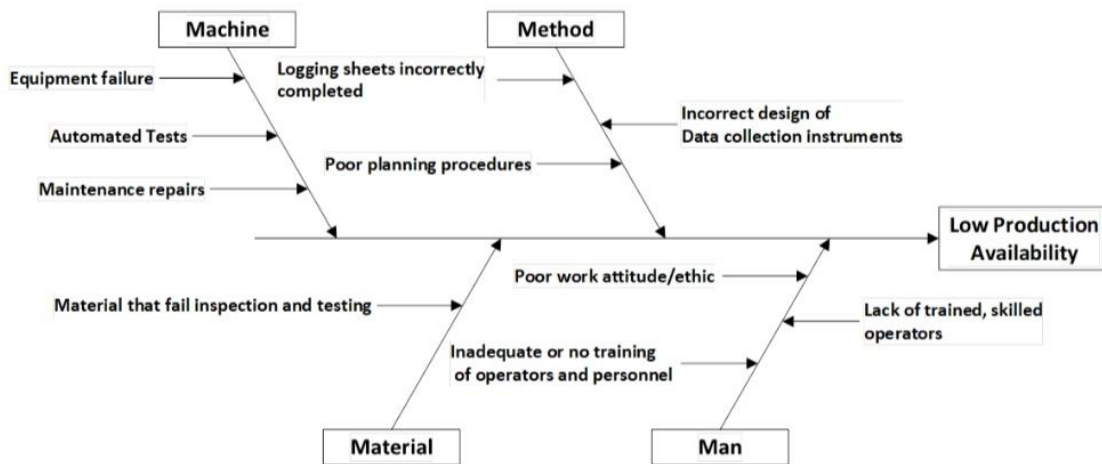 Machine
Method
Equipment failure
Logging sheets incorrectly
completed
Automated Tests
Incorrect design of
Data collection instruments
Poor planning procedures
Maintenance repairs
Low Production
Availability
Poor work attitude/ethic
Material that fail inspection and testing
Lack of trained, skilled
operators
Inadequate or no training
of operators and personnel
Material
Man